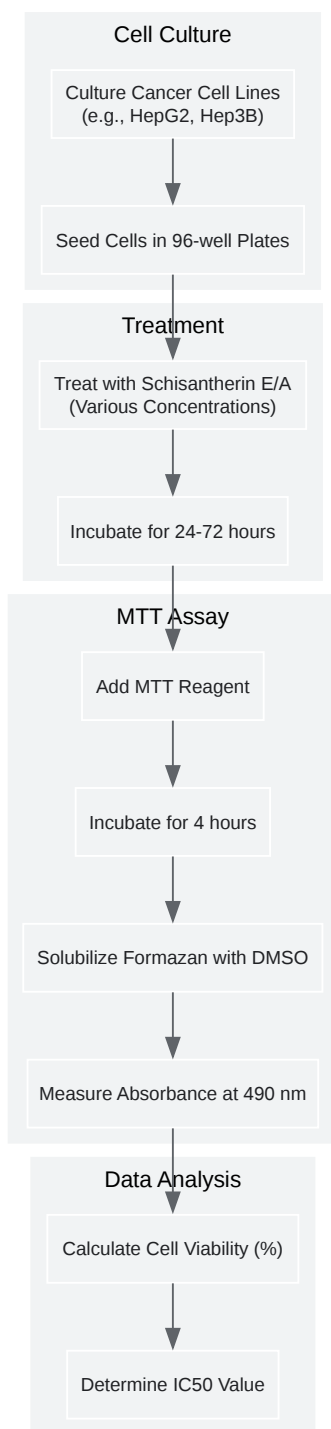 Cell Culture
Culture Cancer Cell Lines
(e.g., HepG2, Hep3B)
Seed Cells in 96-well Plates
Treatment
Treat with Schisantherin E/A
(Various Concentrations)
Incubate for 24-72 hours
MTT Assay
Add MTT Reagent
Incubate for 4 hours
Solubilize Formazan with DMSO
Measure Absorbance at 490 nm
Data Analysis
Calculate Cell Viability (%)
Determine IC50 Value